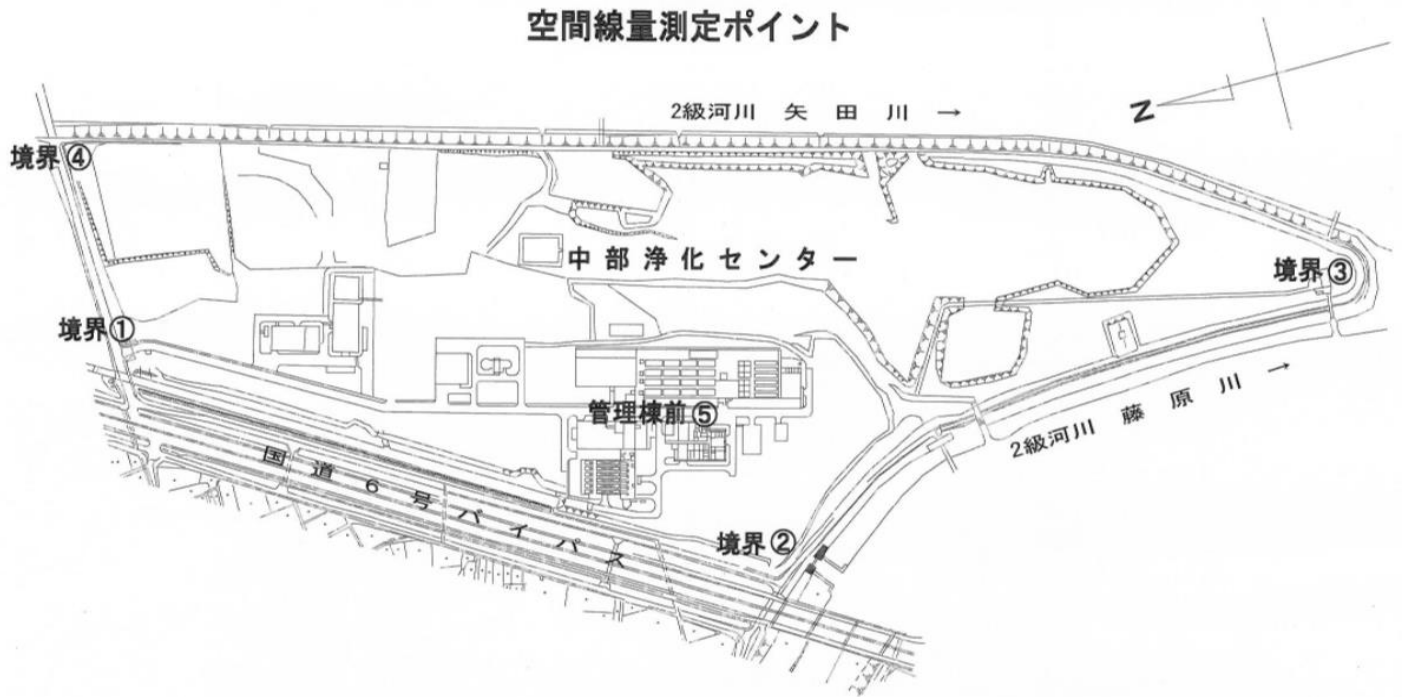 空間線量測定ポイント
2級河川 矢田川 →
N
境界④
中部浄化センター
境界③
境界①
管理棟前⑤
2級河川 藤原川 →
国道6号バイパス
境界②